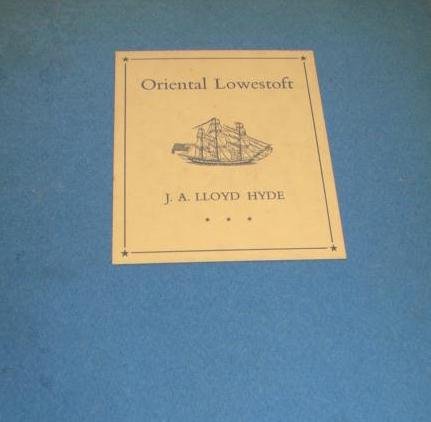 Oriental Lowestoft
J. A. LLOYD HYDE